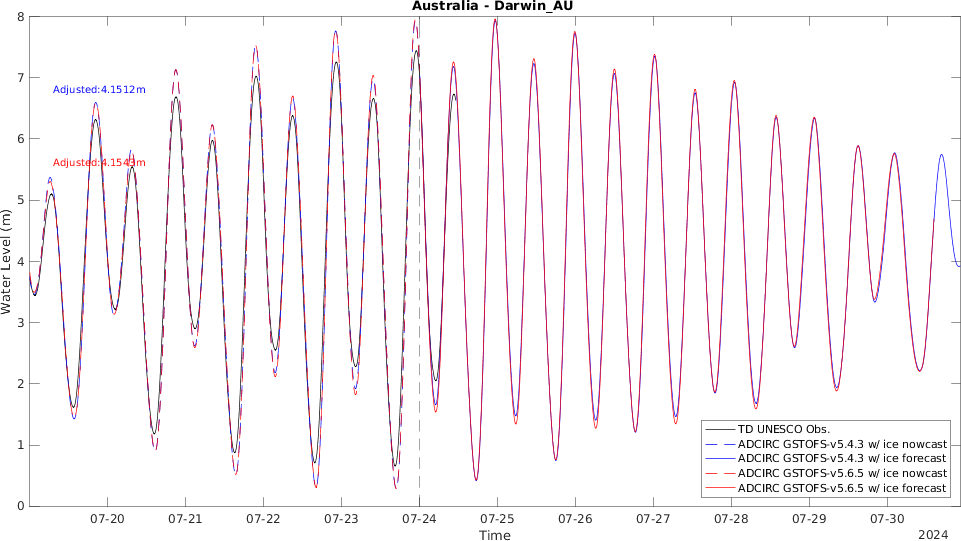 Australia - Darwin_AU
8
7
6
5
4
3
2
1
0
Water Level (m)
Adjusted:4.1512m
Adjusted:4.1543m
TD UNESCO Obs.
ADCIRC GSTOFS-v5.4.3 w/ ice nowcast
ADCIRC GSTOFS-v5.4.3 w/ ice forecast
ADCIRC GSTOFS-v5.6.5 w/ ice nowcast
ADCIRC GSTOFS-v5.6.5 w/ ice forecast
07-20 07-21 07-22 07-23 07-24 07-25 07-26 07-27 07-28 07-29 07-30
Time
2024